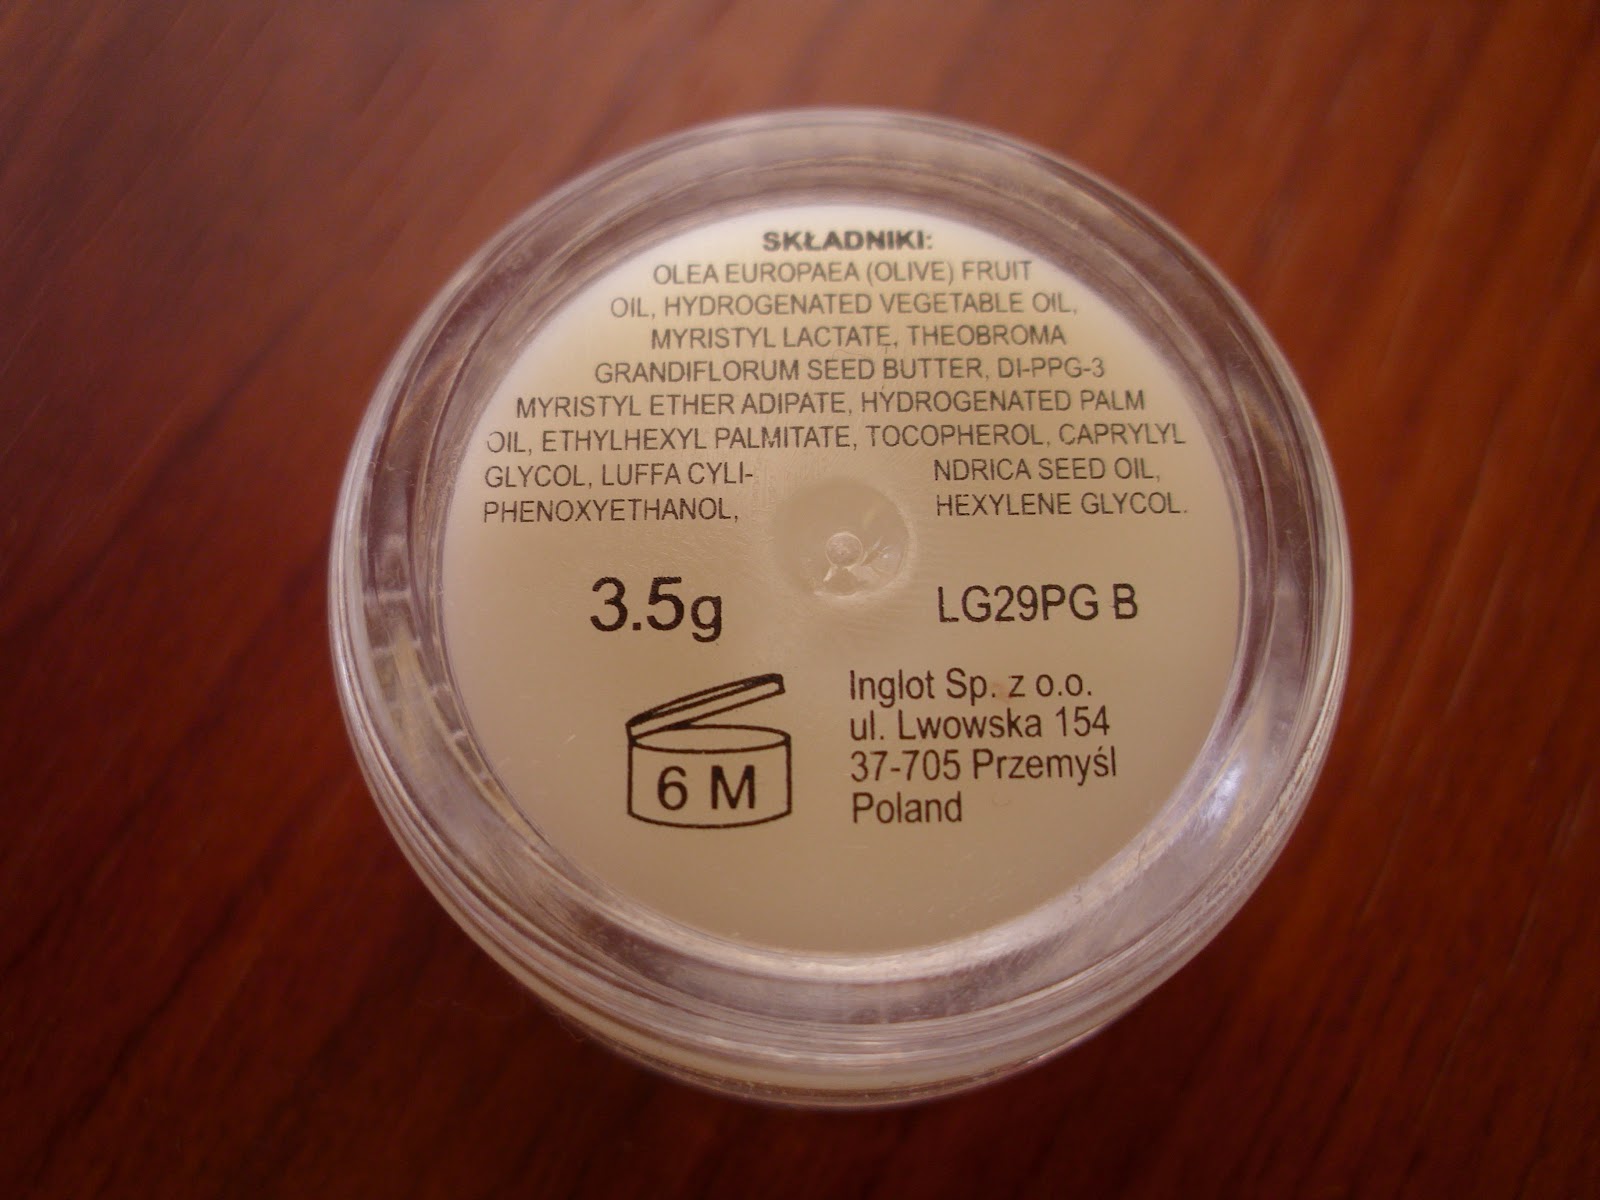 SKŁADNIKI:
OLEA EUROPAEA (OLIVE) FRUIT
OIL, HYDROGENATED VEGETABLE OIL,
MYRISTYL LACTATE, THEOBROMA
GRANDIFLORUM SEED BUTTER, DI-PPG-3
MYRISTYL ETHER ADIPATE, HYDROGENATED PALM
OIL, ETHYLHEXYL PALMITATE, TOCOPHEROL, CAPRYLYL
GLYCOL, LUFFA CYLI- NDRICA SEED OIL,
PHENOXYETHANOL, HEXYLENE GLYCOL.
3.5g
LG29PG B
6 M
Inglot Sp. z o.o.
ul. Lwowska 154
37-705 Przemyśl
Poland